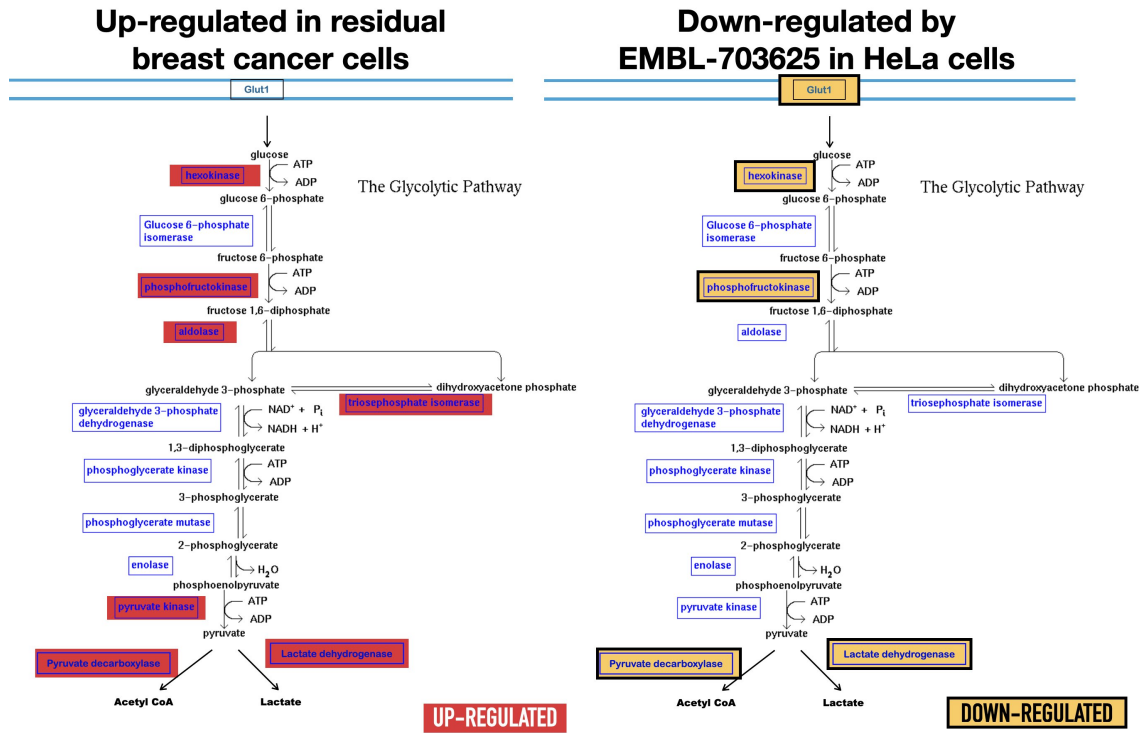 Up-regulated in residual
breast cancer cells
Glut1
glucose
hexokinase
ATP
ADP
The Glycolytic Pathway
glucose 6-phosphate
Glucose 6-phosphate
isomerase
fructose 6-phosphate
phosphofructokinase
ATP
ADP
fructose 1,6-diphosphate
aldolase
glyceraldehyde 3-phosphate
dihydroxyacetone phosphate
triosephosphate isomerase
glyceraldehyde 3-phosphate
dehydrogenase
NAD+ + Pi
NADH + H+
1,3-diphosphoglycerate
phosphoglycerate kinase
ATP
ADP
3-phosphoglycerate
phosphoglycerate mutase
2-phosphoglycerate
enolase
H2O
phosphoenolpyruvate
pyruvate kinase
ATP
ADP
pyruvate
Pyruvate decarboxylase
Lactate dehydrogenase
Acetyl CoA
Lactate
UP-REGULATED
Down-regulated by
EMBL-703625 in HeLa cells
Glut1
glucose
hexokinase
ATP
ADP
The Glycolytic Pathway
glucose 6-phosphate
Glucose 6-phosphate
isomerase
fructose 6-phosphate
phosphofructokinase
ATP
ADP
fructose 1,6-diphosphate
aldolase
glyceraldehyde 3-phosphate
dihydroxyacetone phosphate
triosephosphate isomerase
glyceraldehyde 3-phosphate
dehydrogenase
NAD+ + Pi
NADH + H+
1,3-diphosphoglycerate
phosphoglycerate kinase
ATP
ADP
3-phosphoglycerate
phosphoglycerate mutase
2-phosphoglycerate
enolase
H2O
phosphoenolpyruvate
pyruvate kinase
ATP
ADP
pyruvate
Pyruvate decarboxylase
Lactate dehydrogenase
Acetyl CoA
Lactate
DOWN-REGULATED